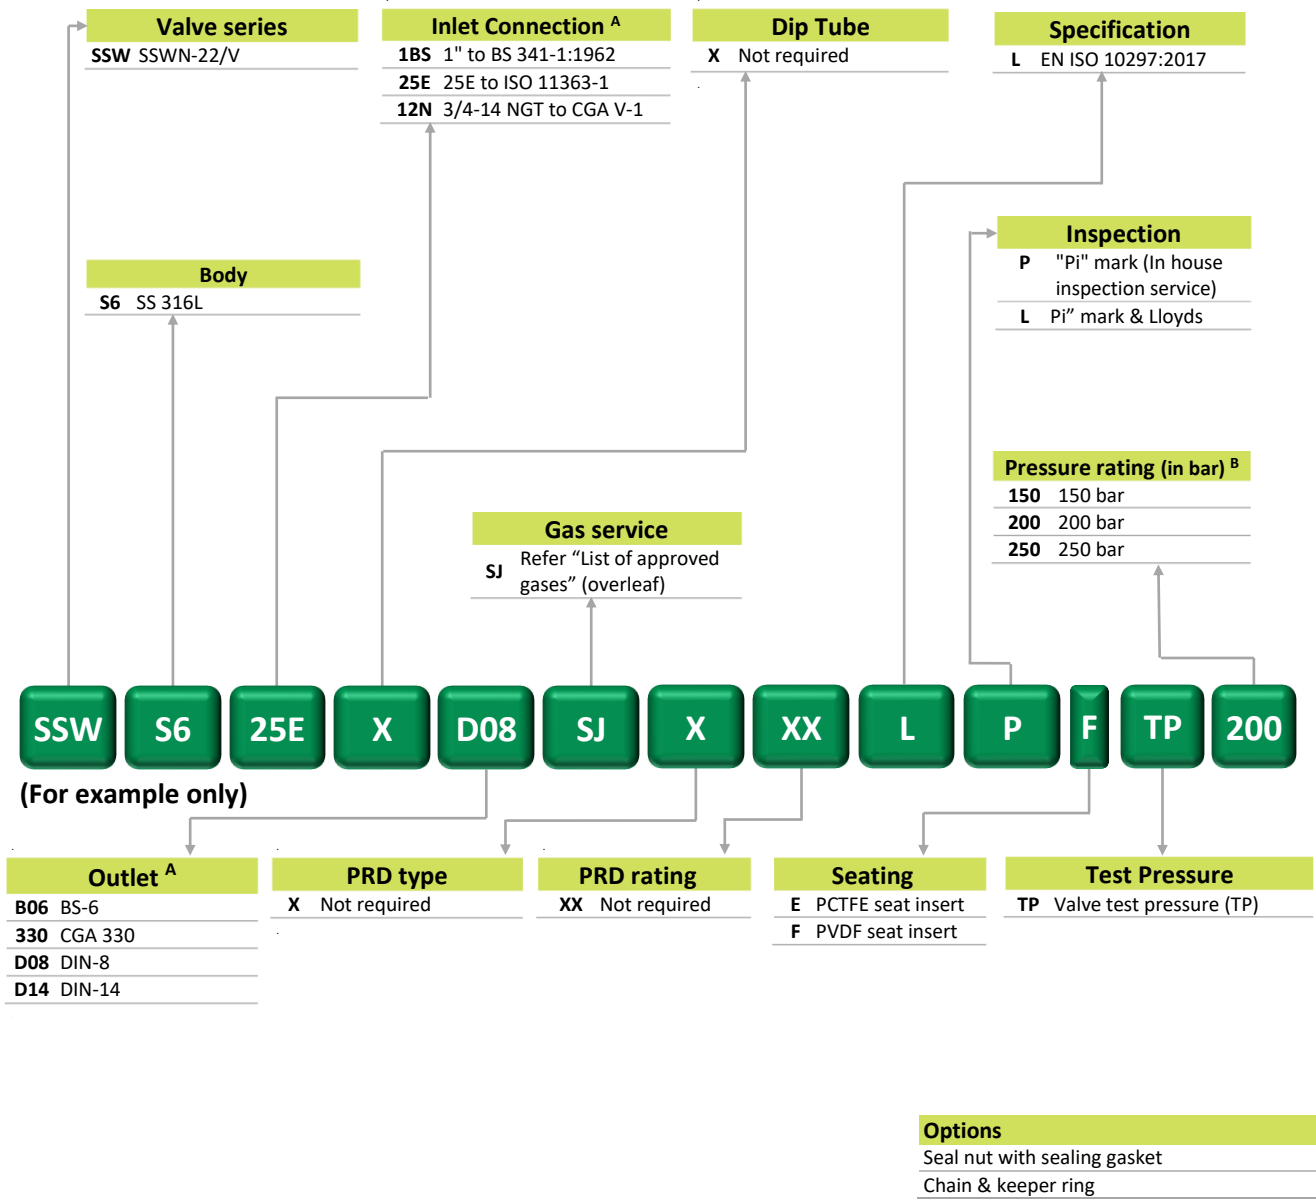 Valve series
SSW SSWN-22/V
Inlet Connection A
1BS 1" to BS 341-1:1962
25E 25E to ISO 11363-1
12N 3/4-14 NGT to CGA V-1
Dip Tube
X Not required
Specification
L EN ISO 10297:2017
Inspection
P "Pi" mark (In house
inspection service)
L Pi” mark & Lloyds
Body
S6 SS 316L
Pressure rating (in bar) B
150 150 bar
200 200 bar
250 250 bar
Gas service
SJ Refer “List of approved
gases” (overleaf)
SSW S6 25E X D08 SJ X XX L P F TP 200
(For example only)
Outlet A
B06 BS-6
330 CGA 330
D08 DIN-8
D14 DIN-14
PRD type
X Not required
PRD rating
XX Not required
Seating
E PCTFE seat insert
F PVDF seat insert
Test Pressure
TP Valve test pressure (TP)
Options
Seal nut with sealing gasket
Chain & keeper ring